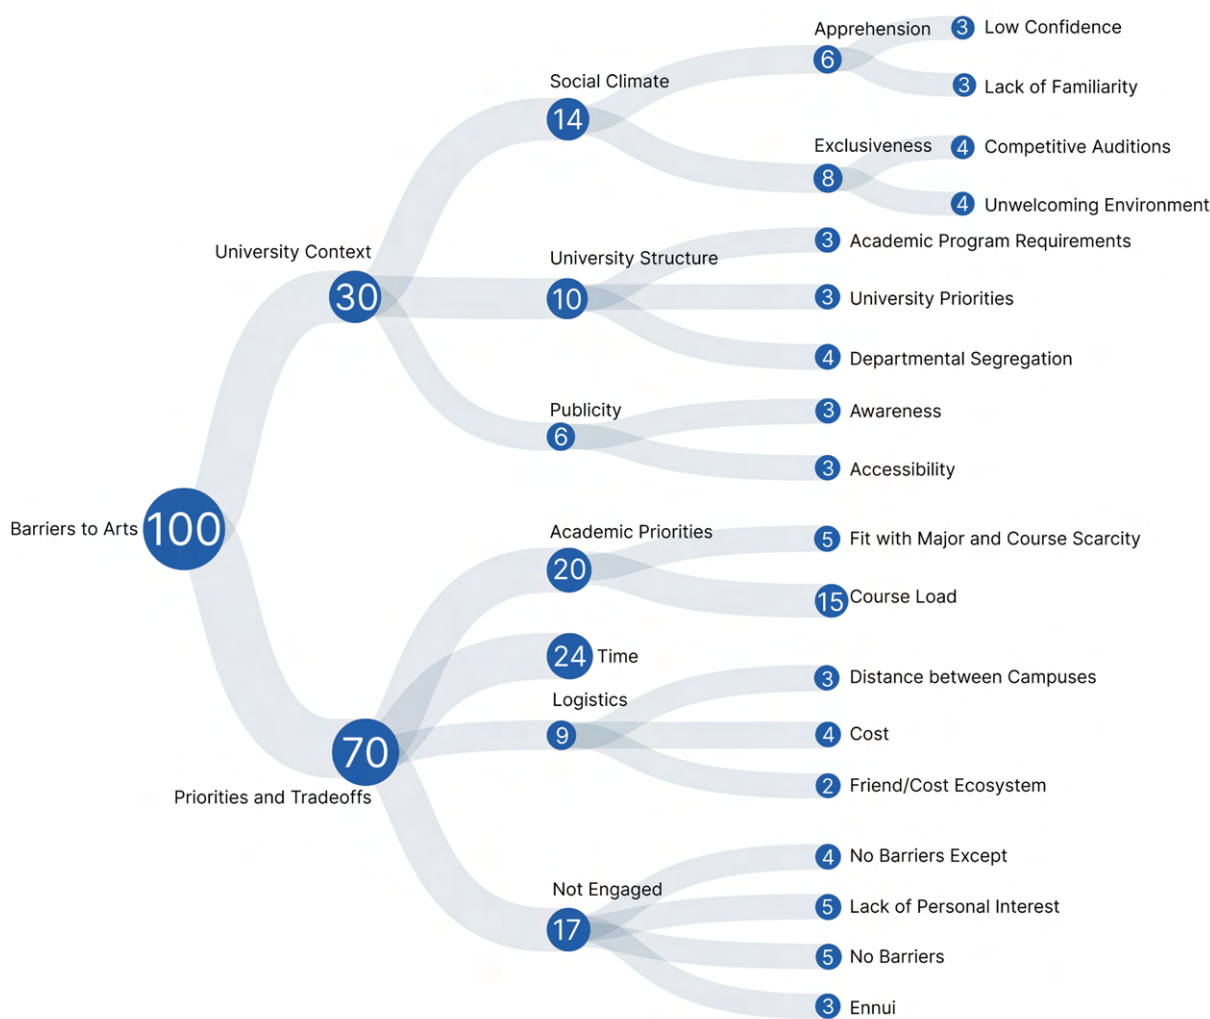 Apprehension
3 Low Confidence
6
Social Climate
3 Lack of Familiarity
14
Exclusiveness
4 Competitive Auditions
8
4 Unwelcoming Environment
University Context
3 Academic Program Requirements
University Structure
30
10
3 University Priorities
4 Departmental Segregation
Publicity
3 Awareness
6
3 Accessibility
Barriers to Arts 100
Academic Priorities
5 Fit with Major and Course Scarcity
20
15 Course Load
24 Time
3 Distance between Campuses
Logistics
9
4 Cost
70
2 Friend/Cost Ecosystem
Priorities and Tradeoffs
4 No Barriers Except
Not Engaged
5 Lack of Personal Interest
17
5 No Barriers
3 Ennui